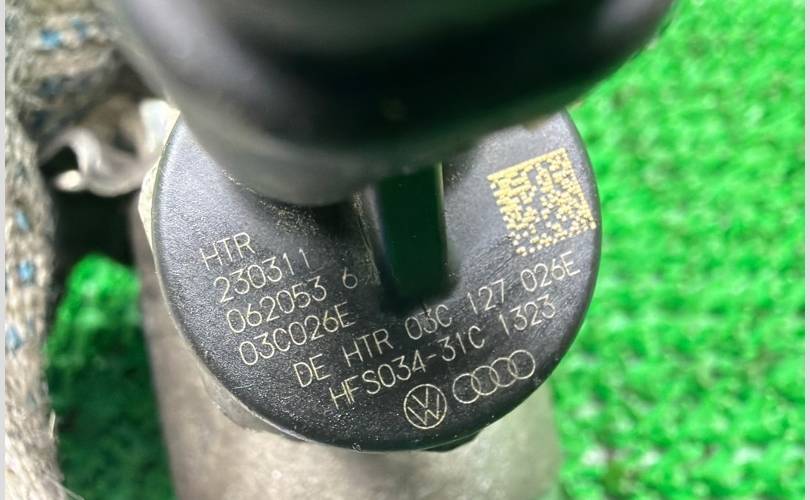 HTR
230311
062053 6
03C026E
DE HTR 03C 127 026E
HFS034-31C 1323